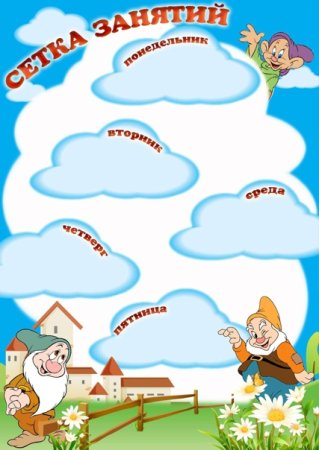 СЕТКА ЗАНЯТИЙ
понедельник
вторник
среда
четверг
пятница